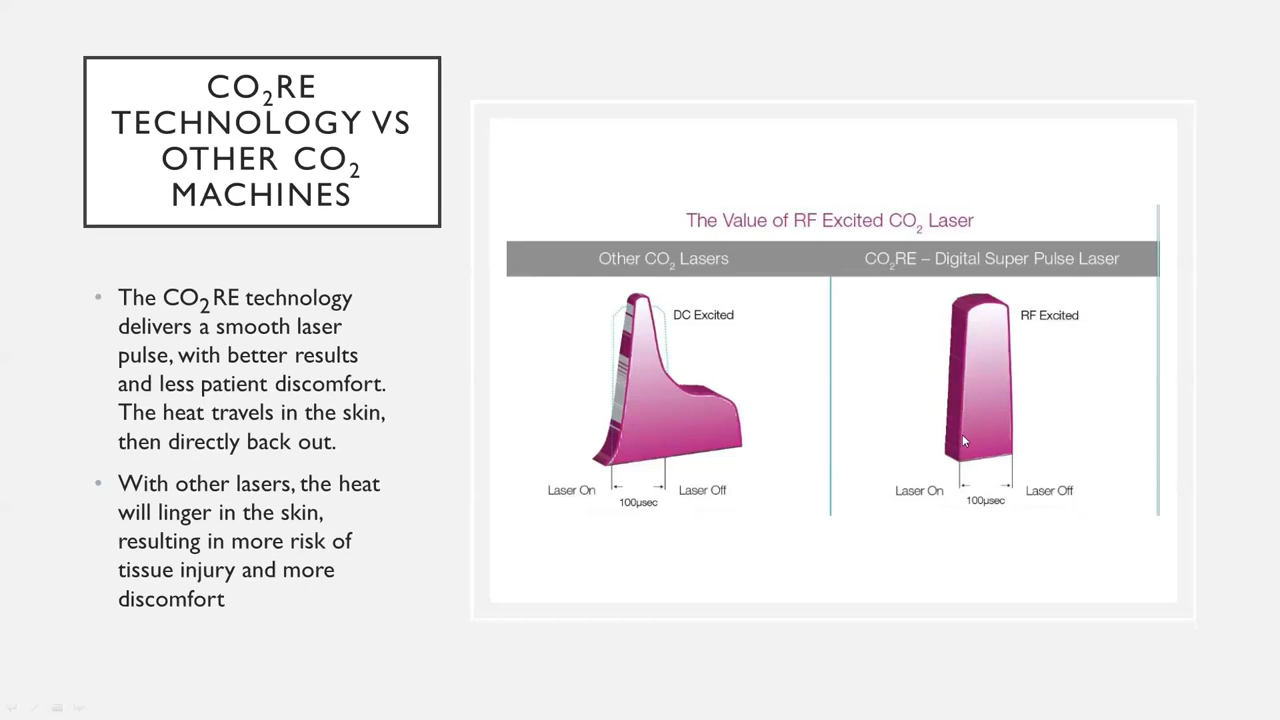 CO₂RE
TECHNOLOGY VS
OTHER CO₂
MACHINES
• The CO₂RE technology
delivers a smooth laser
pulse, with better results
and less patient discomfort.
The heat travels in the skin,
then directly back out.
• With other lasers, the heat
will linger in the skin,
resulting in more risk of
tissue injury and more
discomfort
The Value of RF Excited CO₂ Laser
Other CO₂ Lasers
CO₂RE – Digital Super Pulse Laser
DC Excited
RF Excited
Laser On
100µsec
Laser Off
Laser On
100µsec
Laser Off